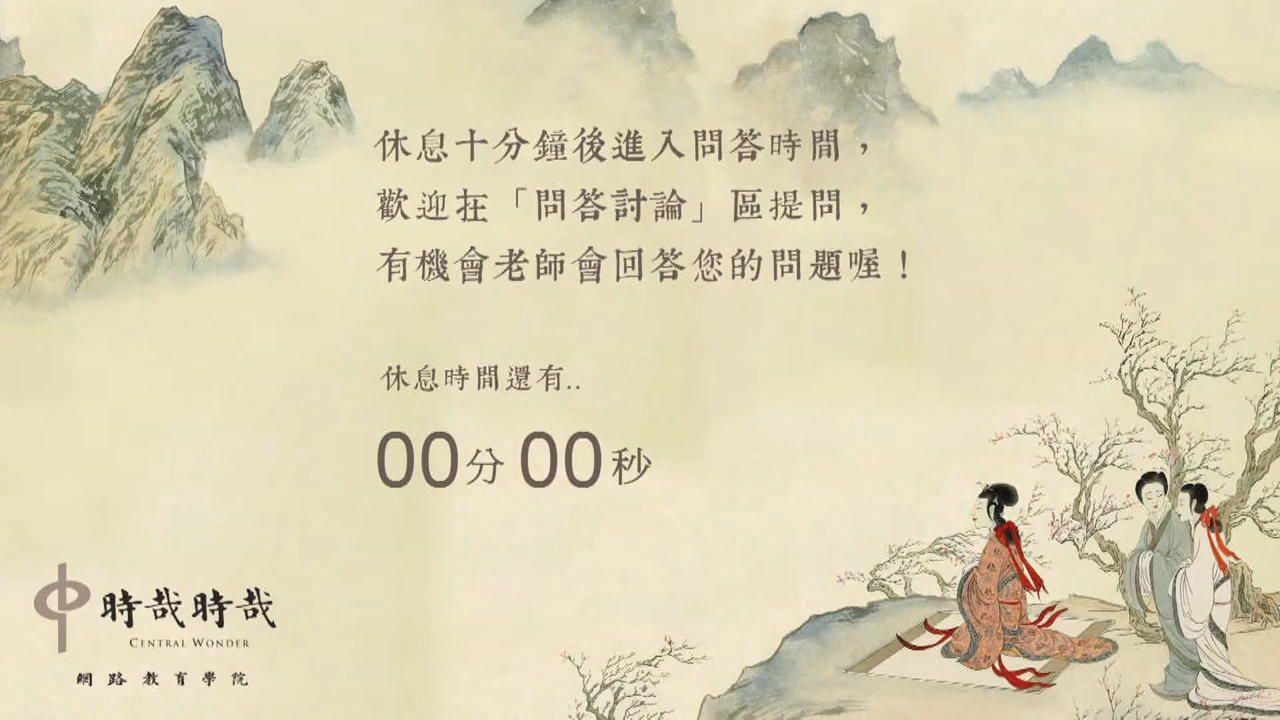 休息十分鐘後進入問答時間，
歡迎在「問答討論」區提問，
有機會老師會回答您的問題喔！
休息時間還有..
00分00秒
時哉時哉
CENTRAL WONDER
網路教育學院